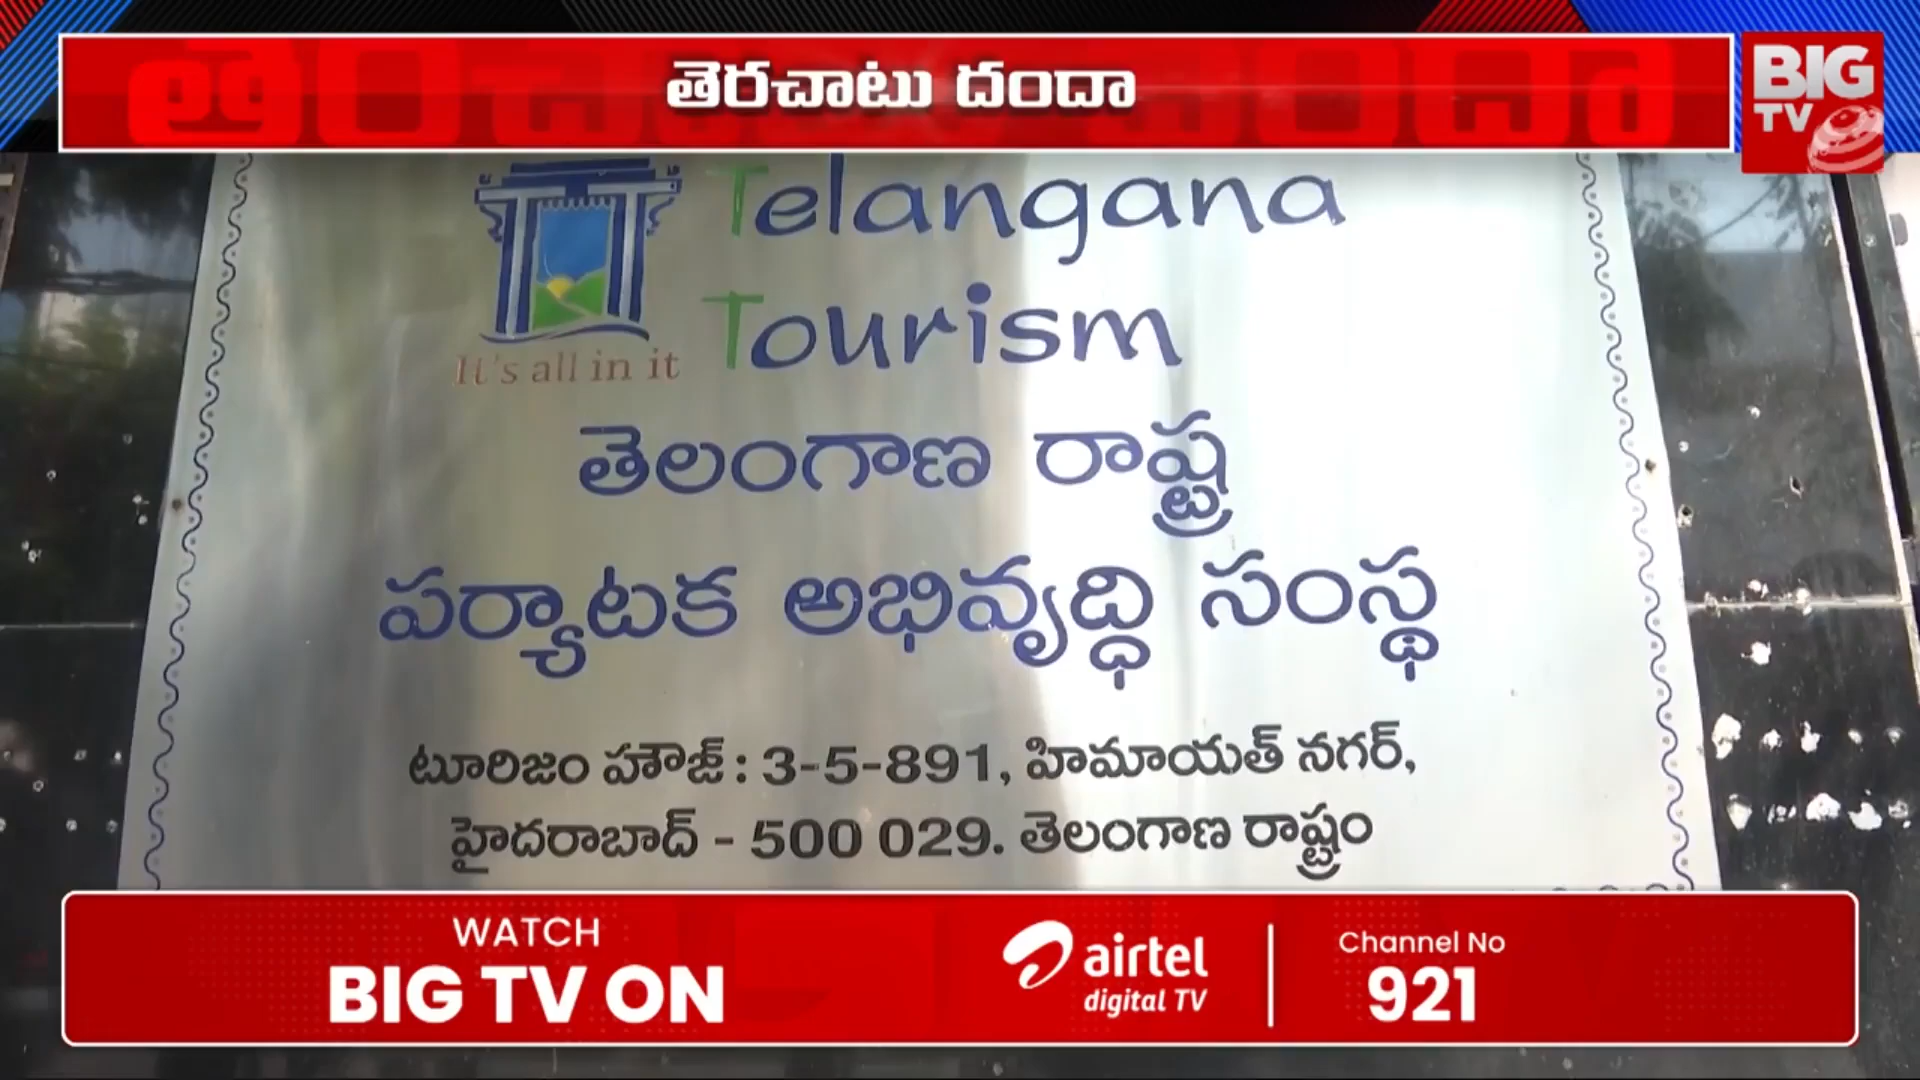 తెరచాటు దందా
BIG
TV
Telangana
Tourism
It's all in it
తెలంగాణ రాష్ట్ర
పర్యాటక అభివృద్ధి సంస్థ
టూరిజం హౌజ్ : 3-5-891, హిమాయత్ నగర్,
హైదరాబాద్ - 500 029. తెలంగాణ రాష్ట్రం
WATCH
BIG TV ON
airtel
digital TV
Channel No
921